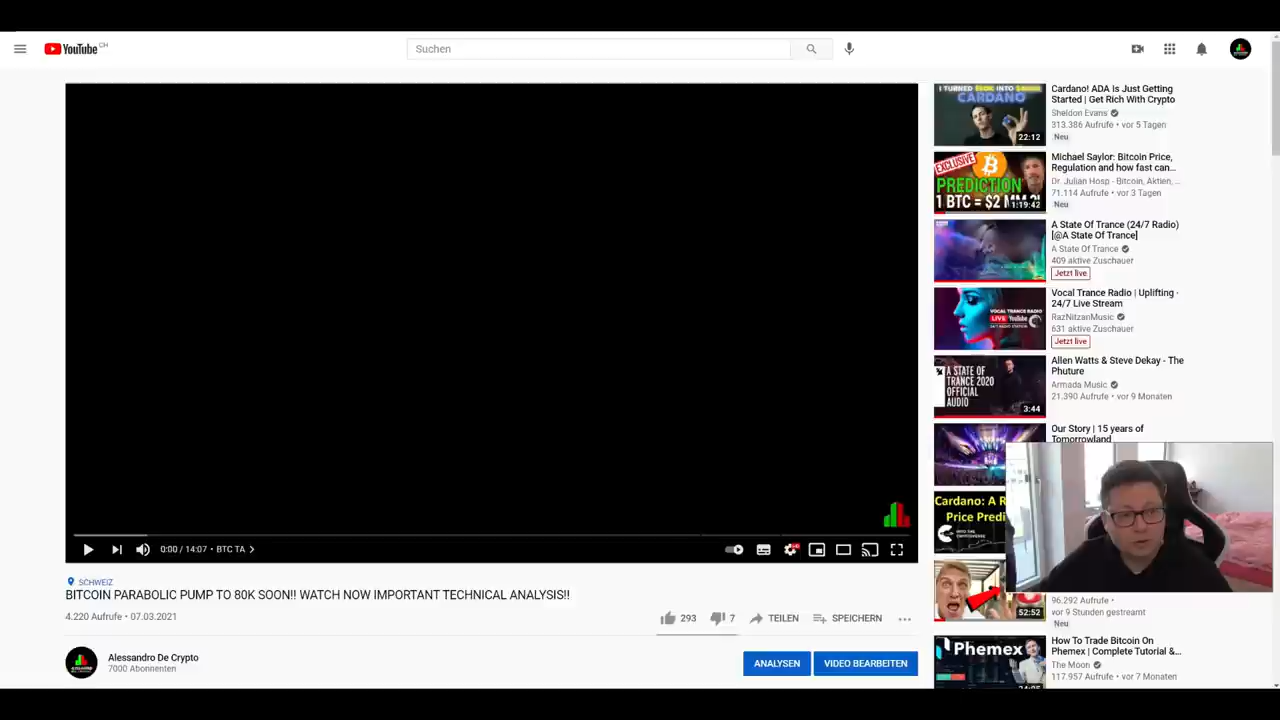 YouTube CH
Suchen
0:00 / 14:07 • BTC TA
SCHWEIZ
BITCOIN PARABOLIC PUMP TO 80K SOON!! WATCH NOW IMPORTANT TECHNICAL ANALYSIS!!
4.220 Aufrufe • 07.03.2021
293
7
TEILEN
SPEICHERN
Alessandro De Crypto
7000 Abonnenten
ANALYSEN
VIDEO BEARBEITEN
I TURNED INTO
CARDANO
22:12
Cardano! ADA Is Just Getting
Started | Get Rich With Crypto
Sheldon Evans
313.386 Aufrufe • vor 5 Tagen
Neu
EXCLUSIVE
PREDICTION
1 BTC = $2 MM
1:19:42
Michael Saylor: Bitcoin Price,
Regulation and how fast can...
Dr. Julian Hosp - Bitcoin, Aktien, ...
71.114 Aufrufe • vor 3 Tagen
Neu
A State Of Trance (24/7 Radio)
[@A State Of Trance]
A State Of Trance
409 aktive Zuschauer
Jetzt live
VOCAL TRANCE RADIO
LIVE YouTube
Vocal Trance Radio | Uplifting ·
24/7 Live Stream
RazNitzanMusic
631 aktive Zuschauer
Jetzt live
A STATE OF
TRANCE 2020
OFFICIAL
AUDIO
3:44
Allen Watts & Steve Dekay - The
Phuture
Armada Music
21.390 Aufrufe • vor 9 Monaten
Our Story | 15 years of
Tomorrowland
Cardano: A R
Price Predi
52:52
96.292 Aufrufe •
vor 9 Stunden gestreamt
Neu
Phemex
How To Trade Bitcoin On
Phemex | Complete Tutorial &...
The Moon
117.957 Aufrufe • vor 7 Monaten